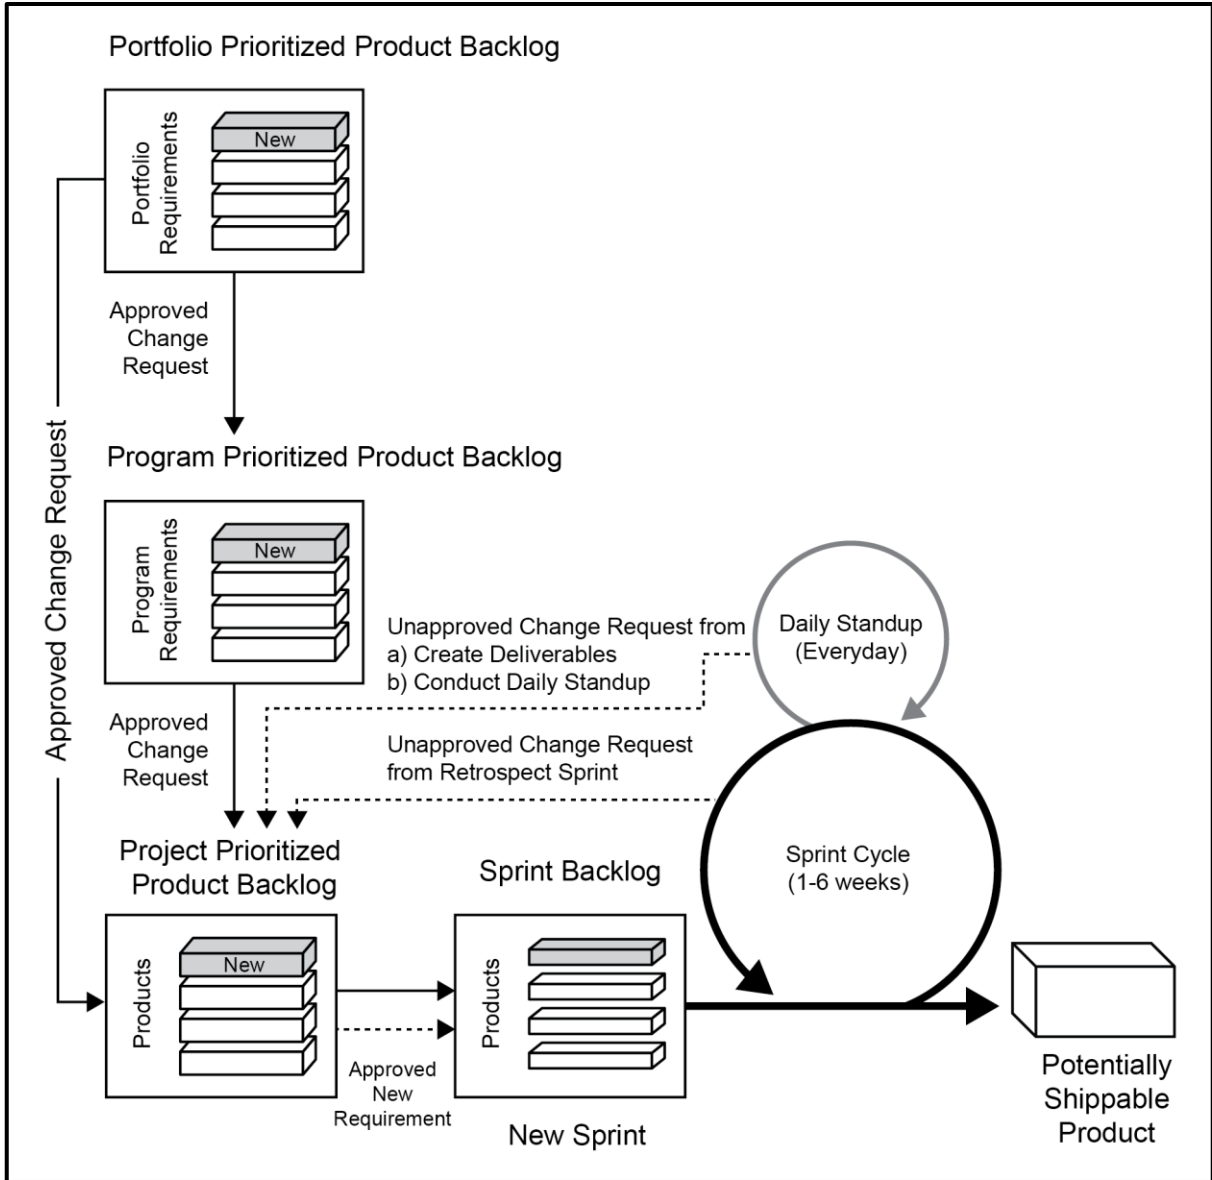 Portfolio Prioritized Product Backlog
Portfolio
Requirements
New
Approved
Change
Request
Approved Change Request
Program Prioritized Product Backlog
Program
Requirements
New
Unapproved Change Request from
a) Create Deliverables
b) Conduct Daily Standup
Daily Standup
(Everyday)
Approved
Change
Request
Unapproved Change Request
from Retrospect Sprint
Project Prioritized
Product Backlog
Sprint Backlog
Sprint Cycle
(1-6 weeks)
Products
New
Products
Approved
New
Requirement
New Sprint
Potentially
Shippable
Product